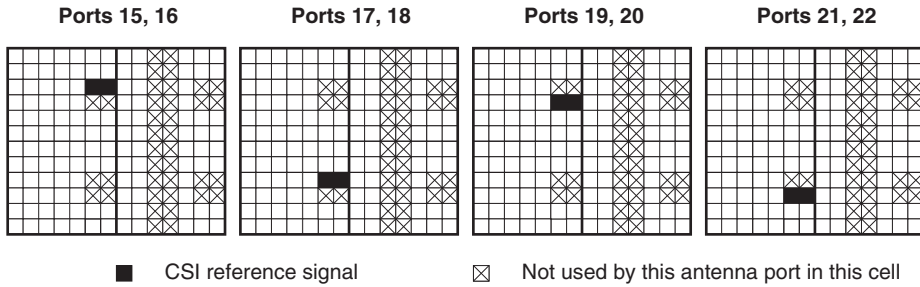 Ports 15, 16
Ports 17, 18
Ports 19, 20
Ports 21, 22
CSI reference signal
Not used by this antenna port in this cell